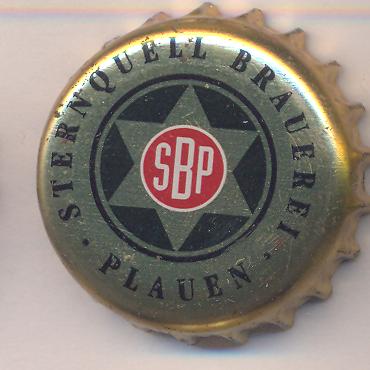 STERNQUELL BRAUEREI
· PLAUEN ·
SBP